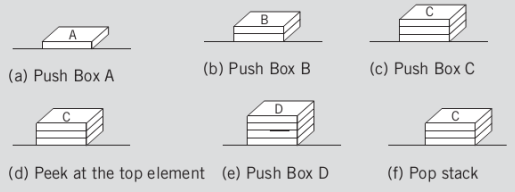 A
B
C
(a) Push Box A
(b) Push Box B
(c) Push Box C
C
D
C
(d) Peek at the top element
(e) Push Box D
(f) Pop stack